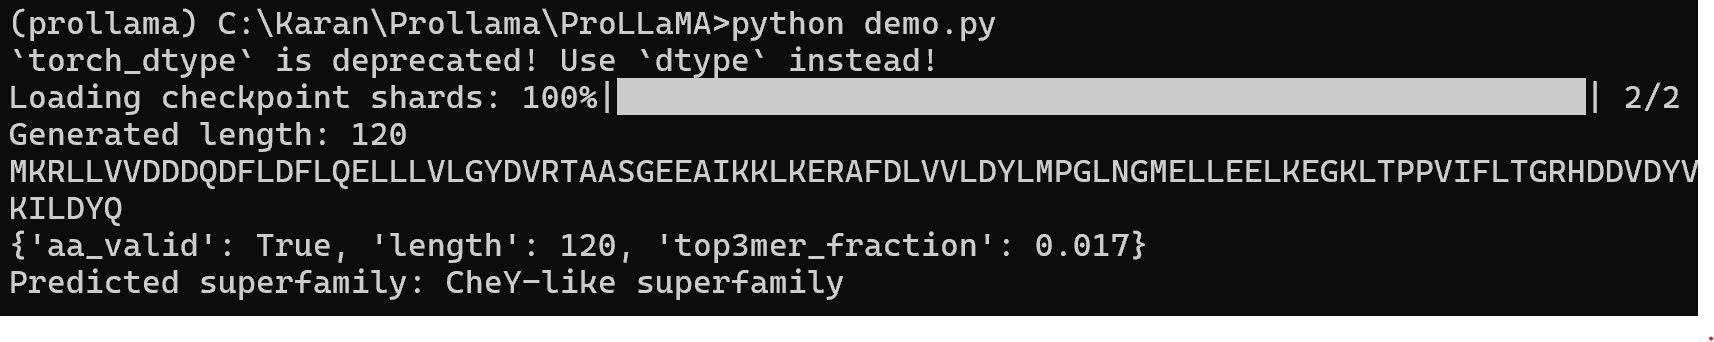 (prollama) C:\Karan\Prollama\ProLLaMA>python demo.py
`torch_dtype` is deprecated! Use `dtype` instead!
Loading checkpoint shards: 100%|██████████| 2/2
Generated length: 120
MKRLLVVDDDQDFLDFLQELLLVLGYDVRTAASGEEAIKKLKERAFDLVVLDYLMPGLNGMELLEELKEGKLTPPVIFLTGRHDDVDYV
KILDYQ
{'aa_valid': True, 'length': 120, 'top3mer_fraction': 0.017}
Predicted superfamily: CheY-like superfamily